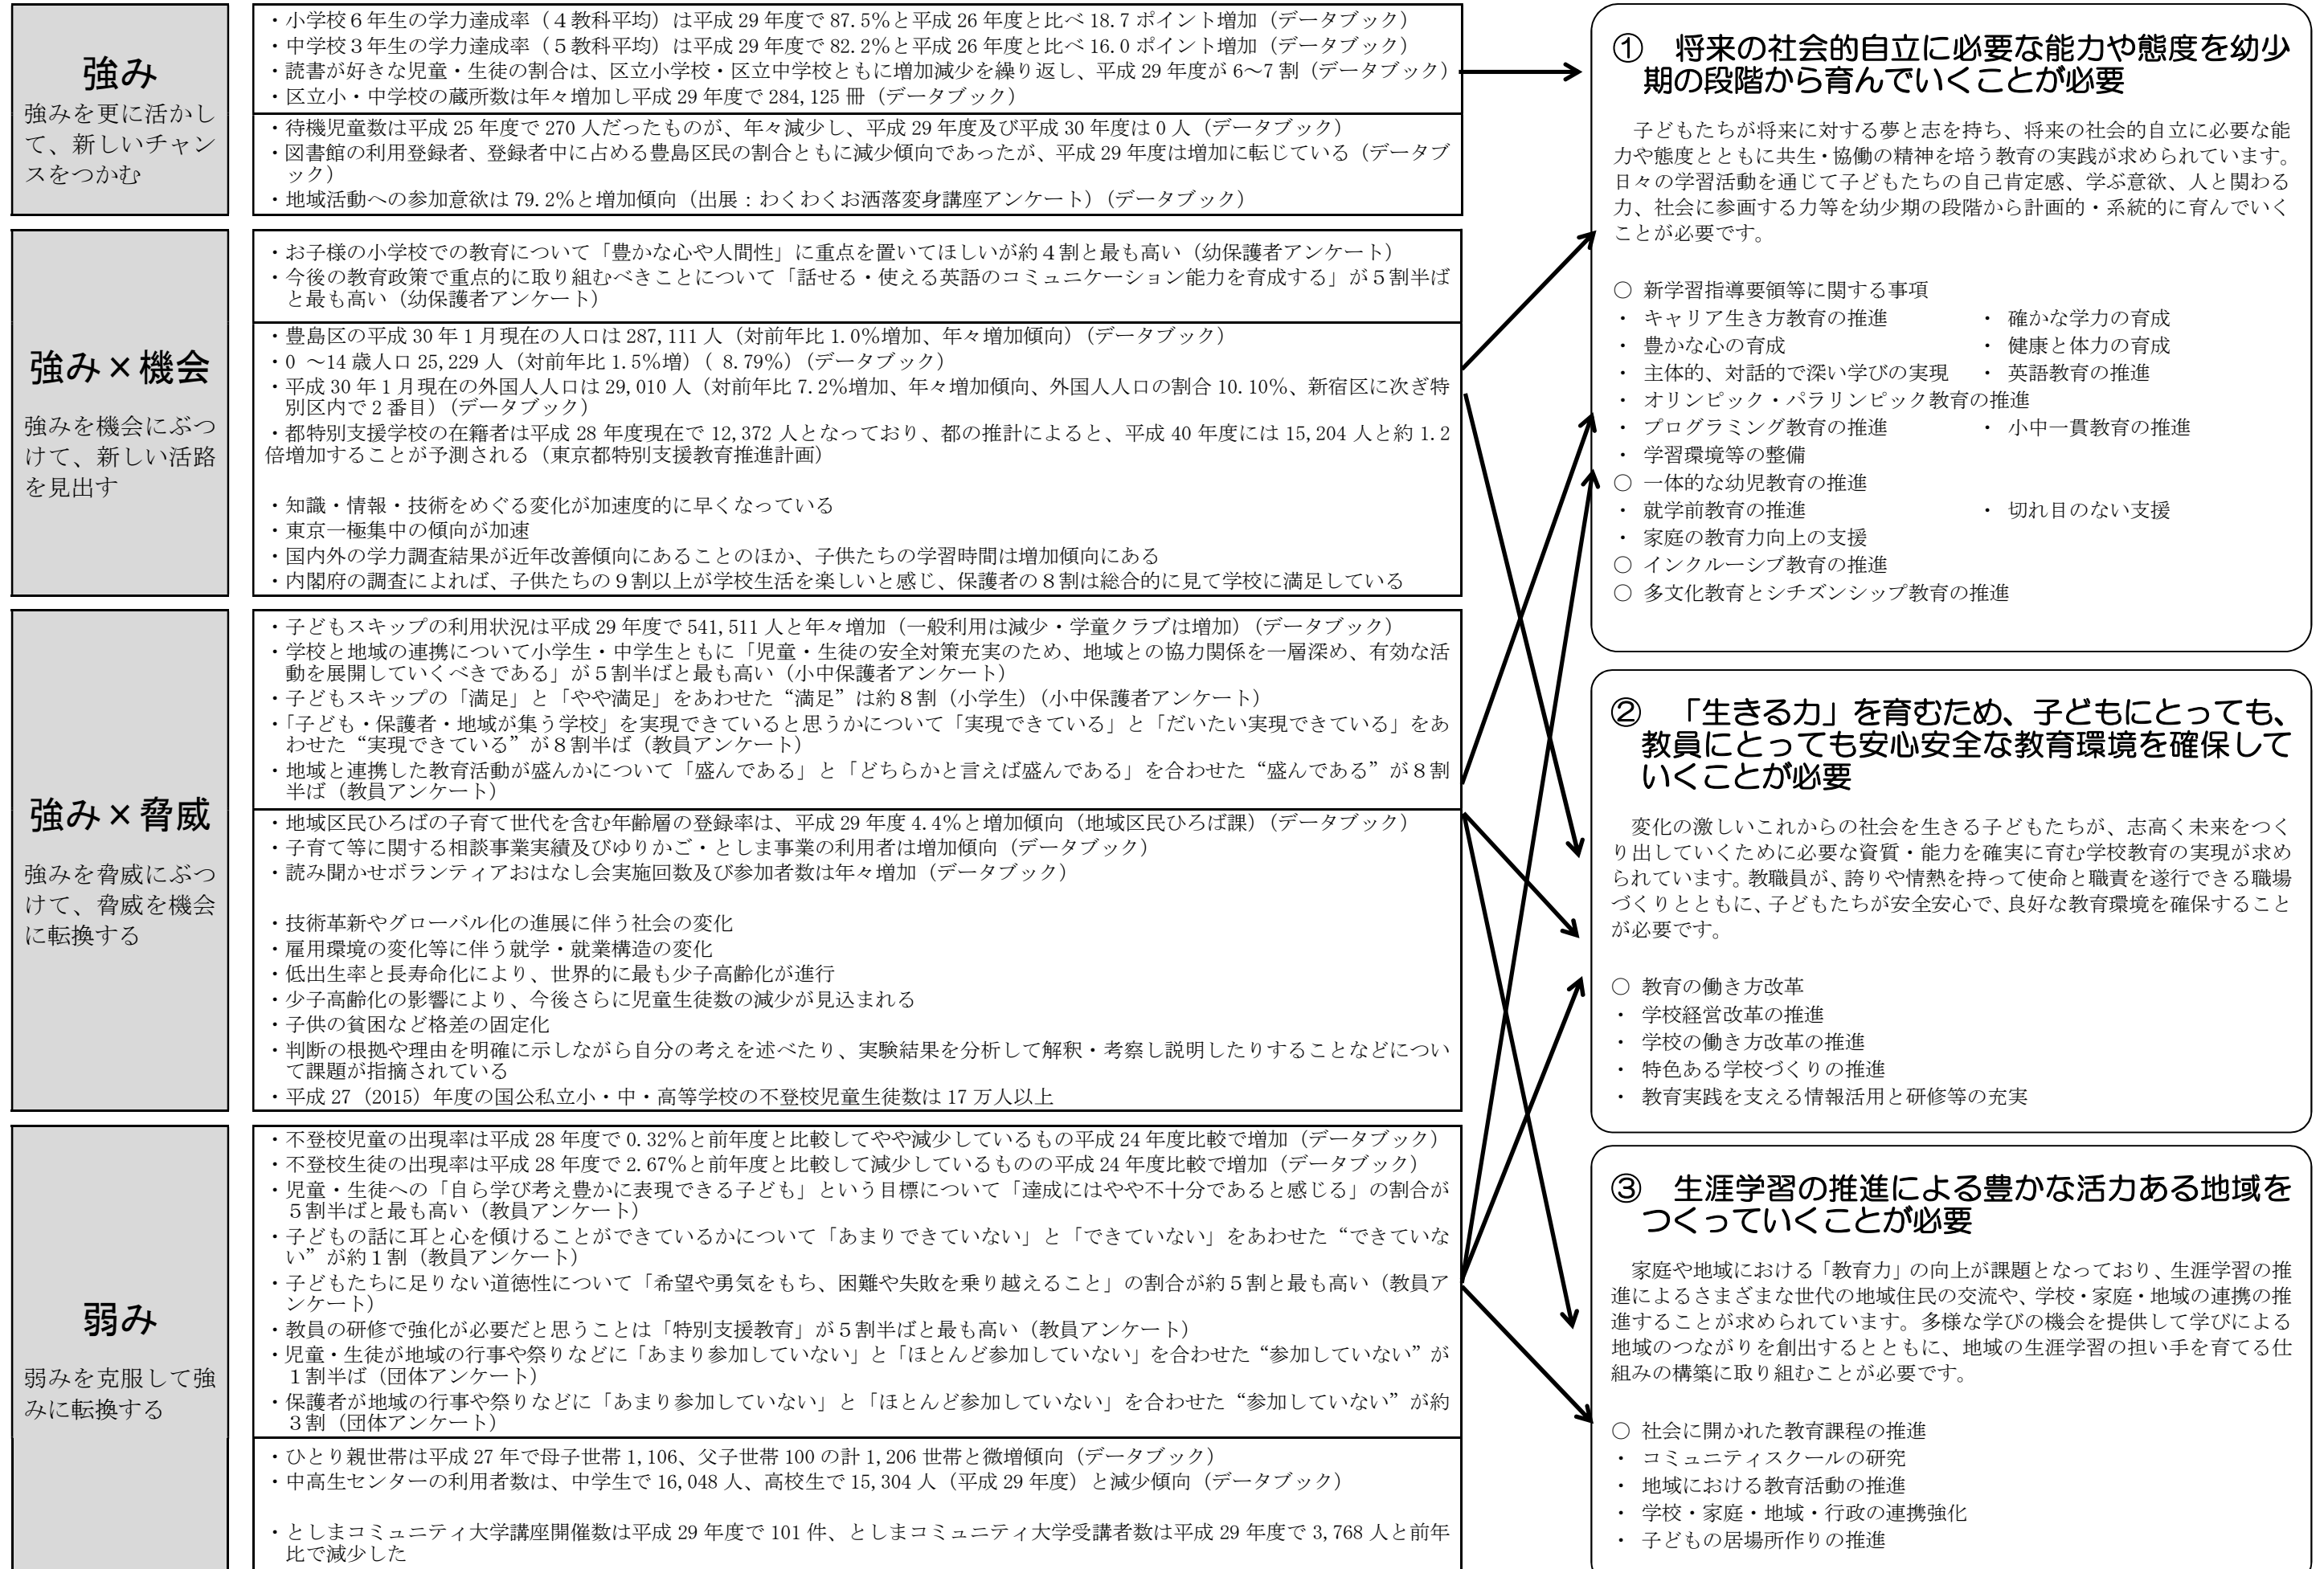 強み
強みを更に活かし
て、新しいチャン
スをつかむ
・小学校６年生の学力達成率（４教科平均）は平成 29 年度で 87.5%と平成 26 年度と比べ 18.7 ポイント増加（データブック）
・中学校３年生の学力達成率（５教科平均）は平成 29 年度で 82.2%と平成 26 年度と比べ 16.0 ポイント増加（データブック）
・読書が好きな児童・生徒の割合は、区立小学校・区立中学校ともに増加減少を繰り返し、平成 29 年度が 6～7 割（データブック）
・区立小・中学校の蔵所数は年々増加し平成 29 年度で 284,125 冊（データブック）
・待機児童数は平成 25 年度で 270 人だったものが、年々減少し、平成 29 年度及び平成 30 年度は 0 人（データブック）
・図書館の利用登録者、登録者中に占める豊島区民の割合ともに減少傾向であったが、平成 29 年度は増加に転じている（データブ
ック）
・地域活動への参加意欲は 79.2%と増加傾向（出展：わくわくお洒落変身講座アンケート）（データブック）
強み×機会
強みを機会にぶつ
けて、新しい活路
を見出す
・お子様の小学校での教育について「豊かな心や人間性」に重点を置いてほしいが約４割と最も高い（幼保護者アンケート）
・今後の教育政策で重点的に取り組むべきことについて「話せる・使える英語のコミュニケーション能力を育成する」が５割半ば
と最も高い（幼保護者アンケート）
・豊島区の平成 30 年 1 月現在の人口は 287,111 人（対前年比 1.0%増加、年々増加傾向）（データブック）
・0 ～14 歳人口 25,229 人（対前年比 1.5%増）( 8.79%)（データブック）
・平成 30 年 1 月現在の外国人人口は 29,010 人（対前年比 7.2%増加、年々増加傾向、外国人人口の割合 10.10%、新宿区に次ぎ特
別区内で 2 番目）（データブック）
・都特別支援学校の在籍者は平成 28 年度現在で 12,372 人となっており、都の推計によると、平成 40 年度には 15,204 人と約 1.2
倍増加することが予測される（東京都特別支援教育推進計画）
・知識・情報・技術をめぐる変化が加速度的に早くなっている
・東京一極集中の傾向が加速
・国内外の学力調査結果が近年改善傾向にあることのほか、子供たちの学習時間は増加傾向にある
・内閣府の調査によれば、子供たちの９割以上が学校生活を楽しいと感じ、保護者の８割は総合的に見て学校に満足している
強み×脅威
強みを脅威にぶつ
けて、脅威を機会
に転換する
・子どもスキップの利用状況は平成 29 年度で 541,511 人と年々増加（一般利用は減少・学童クラブは増加）（データブック）
・学校と地域の連携について小学生・中学生ともに「児童・生徒の安全対策充実のため、地域との協力関係を一層深め、有効な活
動を展開していくべきである」が５割半ばと最も高い（小中保護者アンケート）
・子どもスキップの「満足」と「やや満足」をあわせた“満足”は約８割（小学生）（小中保護者アンケート）
・「子ども・保護者・地域が集う学校」を実現できていると思うかについて「実現できている」と「だいたい実現できている」をあ
わせた“実現できている”が８割半ば（教員アンケート）
・地域と連携した教育活動が盛んかについて「盛んである」と「どちらかと言えば盛んである」を合わせた“盛んである”が８割
半ば（教員アンケート）
・地域区民ひろばの子育て世代を含む年齢層の登録率は、平成 29 年度 4.4%と増加傾向（地域区民ひろば課）（データブック）
・子育て等に関する相談事業実績及びゆりかご・としま事業の利用者は増加傾向（データブック）
・読み聞かせボランティアおはなし会実施回数及び参加者数は年々増加（データブック）
・技術革新やグローバル化の進展に伴う社会の変化
・雇用環境の変化等に伴う就学・就業構造の変化
・低出生率と長寿命化により、世界的に最も少子高齢化が進行
・少子高齢化の影響により、今後さらに児童生徒数の減少が見込まれる
・子供の貧困など格差の固定化
・判断の根拠や理由を明確に示しながら自分の考えを述べたり、実験結果を分析して解釈・考察し説明したりすることなどについ
て課題が指摘されている
・平成 27（2015）年度の国公私立小・中・高等学校の不登校児童生徒数は 17 万人以上
弱み
弱みを克服して強
みに転換する
・不登校児童の出現率は平成 28 年度で 0.32%と前年度と比較してやや減少しているもの平成 24 年度比較で増加（データブック）
・不登校生徒の出現率は平成 28 年度で 2.67%と前年度と比較して減少しているものの平成 24 年度比較で増加（データブック）
・児童・生徒への「自ら学び考え豊かに表現できる子ども」という目標について「達成にはやや不十分であると感じる」の割合が
５割半ばと最も高い（教員アンケート）
・子どもの話に耳と心を傾けることができているかについて「あまりできていない」と「できていない」をあわせた“できていな
い”が約１割（教員アンケート）
・子どもたちに足りない道徳性について「希望や勇気をもち、困難や失敗を乗り越えること」の割合が約５割と最も高い（教員ア
ンケート）
・教員の研修で強化が必要だと思うことは「特別支援教育」が５割半ばと最も高い（教員アンケート）
・児童・生徒が地域の行事や祭りなどに「あまり参加していない」と「ほとんど参加していない」を合わせた“参加していない”が
１割半ば（団体アンケート）
・保護者が地域の行事や祭りなどに「あまり参加していない」と「ほとんど参加していない」を合わせた“参加していない”が約
３割（団体アンケート）
・ひとり親世帯は平成 27 年で母子世帯 1,106、父子世帯 100 の計 1,206 世帯と微増傾向（データブック）
・中高生センターの利用者数は、中学生で 16,048 人、高校生で 15,304 人（平成 29 年度）と減少傾向（データブック）
・としまコミュニティ大学講座開催数は平成 29 年度で 101 件、としまコミュニティ大学受講者数は平成 29 年度で 3,768 人と前年
比で減少した
① 将来の社会的自立に必要な能力や態度を幼少
期の段階から育んでいくことが必要
子どもたちが将来に対する夢と志を持ち、将来の社会的自立に必要な能
力や態度とともに共生・協働の精神を培う教育の実践が求められています。
日々の学習活動を通じて子どもたちの自己肯定感、学ぶ意欲、人と関わる
力、社会に参画する力等を幼少期の段階から計画的・系統的に育んでいく
ことが必要です。
○ 新学習指導要領等に関する事項
・ キャリア生き方教育の推進 ・ 確かな学力の育成
・ 豊かな心の育成 ・ 健康と体力の育成
・ 主体的、対話的で深い学びの実現 ・ 英語教育の推進
・ オリンピック・パラリンピック教育の推進
・ プログラミング教育の推進 ・ 小中一貫教育の推進
・ 学習環境等の整備
○ 一体的な幼児教育の推進
・ 就学前教育の推進 ・ 切れ目のない支援
・ 家庭の教育力向上の支援
○ インクルーシブ教育の推進
○ 多文化教育とシチズンシップ教育の推進
② 「生きる力」を育むため、子どもにとっても、
教員にとっても安心安全な教育環境を確保して
いくことが必要
変化の激しいこれからの社会を生きる子どもたちが、志高く未来をつく
り出していくために必要な資質・能力を確実に育む学校教育の実現が求め
られています。教職員が、誇りや情熱を持って使命と職責を遂行できる職場
づくりとともに、子どもたちが安全安心で、良好な教育環境を確保すること
が必要です。
○ 教育の働き方改革
・ 学校経営改革の推進
・ 学校の働き方改革の推進
・ 特色ある学校づくりの推進
・ 教育実践を支える情報活用と研修等の充実
③ 生涯学習の推進による豊かな活力ある地域を
つくっていくことが必要
家庭や地域における「教育力」の向上が課題となっており、生涯学習の推
進によるさまざまな世代の地域住民の交流や、学校・家庭・地域の連携の推
進することが求められています。多様な学びの機会を提供して学びによる
地域のつながりを創出するとともに、地域の生涯学習の担い手を育てる仕
組みの構築に取り組むことが必要です。
○ 社会に開かれた教育課程の推進
・ コミュニティスクールの研究
・ 地域における教育活動の推進
・ 学校・家庭・地域・行政の連携強化
・ 子どもの居場所作りの推進